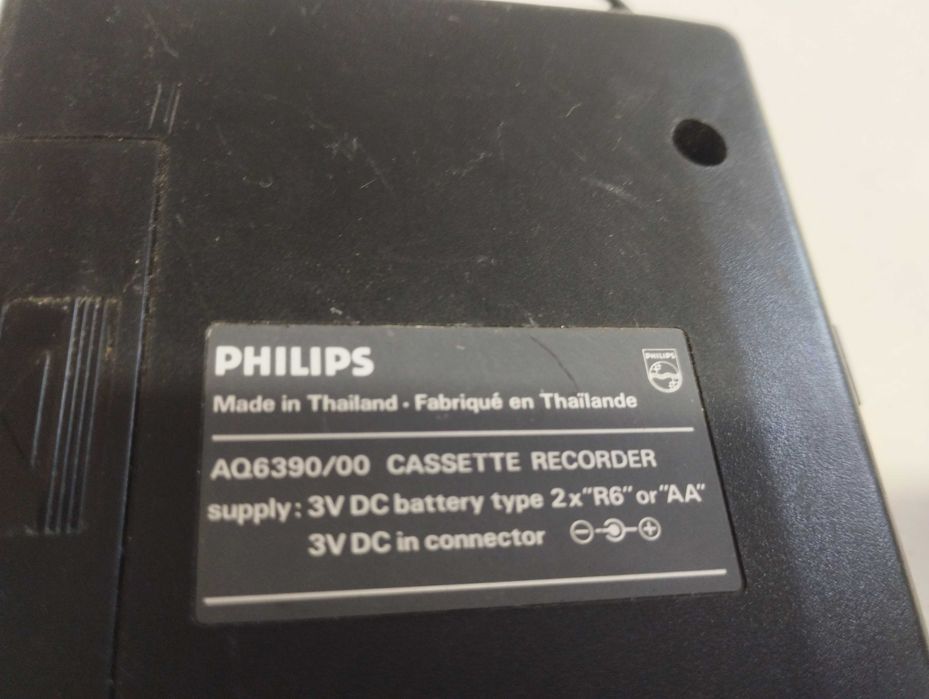 PHILIPS
PHILIPS
Made in Thailand · Fabriqué en Thaïlande
AQ6390/00 CASSETTE RECORDER
supply: 3V DC battery type 2x"R6" or "AA"
3V DC in connector